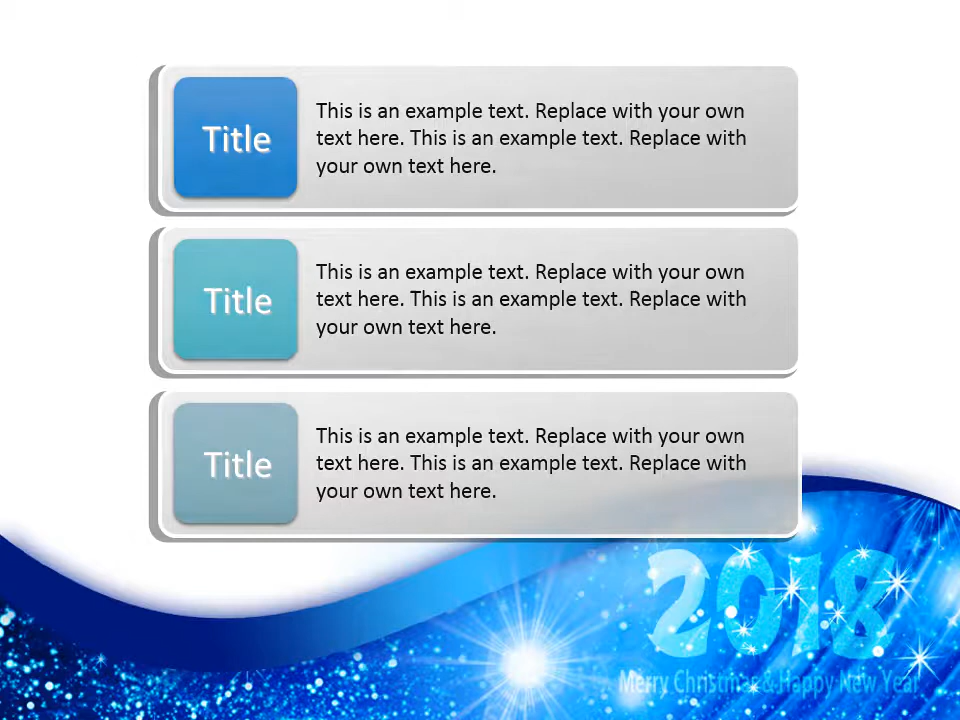 Title
This is an example text. Replace with your own
text here. This is an example text. Replace with
your own text here.
Title
This is an example text. Replace with your own
text here. This is an example text. Replace with
your own text here.
Title
This is an example text. Replace with your own
text here. This is an example text. Replace with
your own text here.
2018
Merry Christmas & Happy New Year